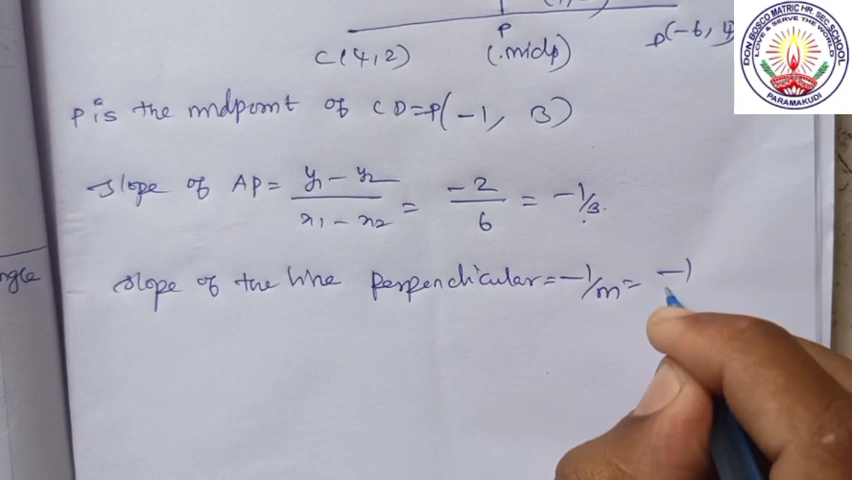 C(4,2)
P
(.midp)
D(-6, 4)
P is the midpoint of CD=P(-1, 3)
Slope of AP = y₁ - y₂ / x₁ - x₂ = -2/6 = -1/3.
Slope of the line perpendicular = -1/m = -1
ngle
DON BOSCO MATRIC HR. SEC. SCHOOL
LOVE & SERVE THE WORLD
PARAMAKUDI